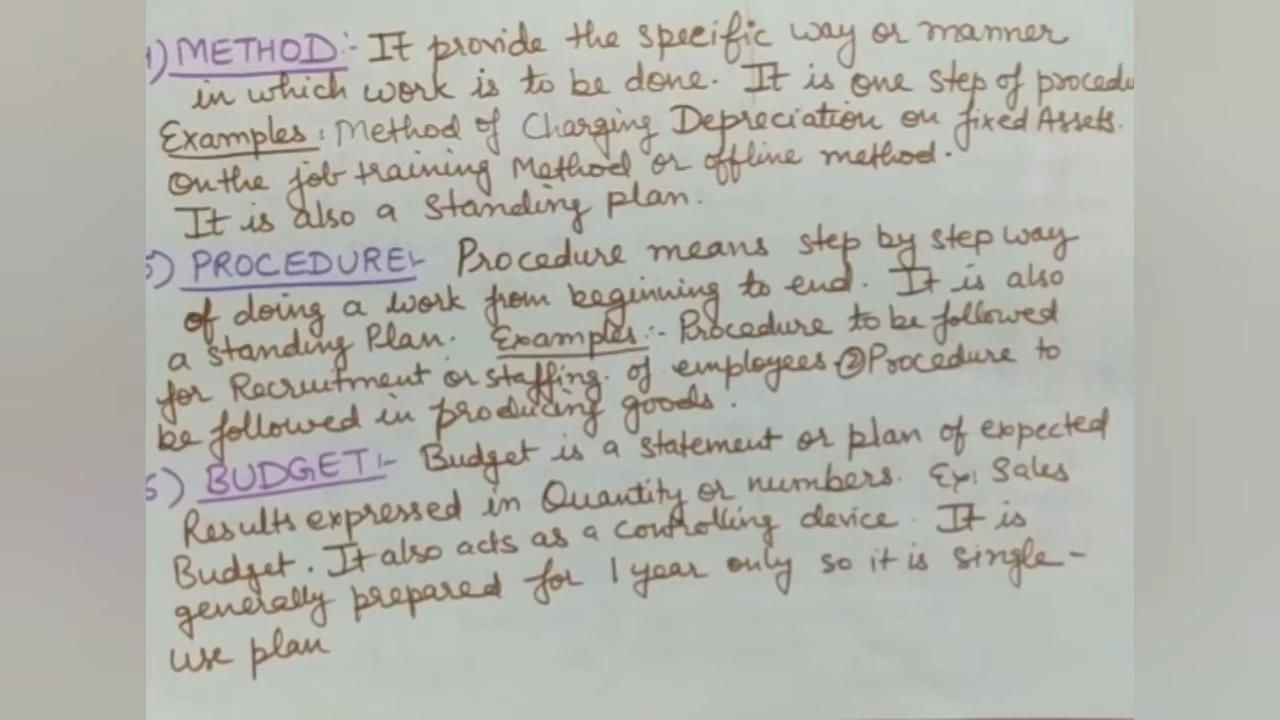 4) METHOD:- It provide the specific way or manner
in which work is to be done. It is one step of procedu
Examples: Method of Charging Depreciation on fixed Assets.
On the job training Method or offline method.
It is also a Standing plan.
5) PROCEDURE:- Procedure means step by step way
of doing a work from beginning to end. It is also
a Standing Plan. Examples:- Procedure to be followed
for Recruitment or staffing of employees ② Procedure to
be followed in producing goods.
6) BUDGET:- Budget is a statement or plan of expected
Results expressed in Quantity or numbers. Ex: Sales
Budget. It also acts as a controlling device. It is
generally prepared for 1 year only so it is single-
use plan